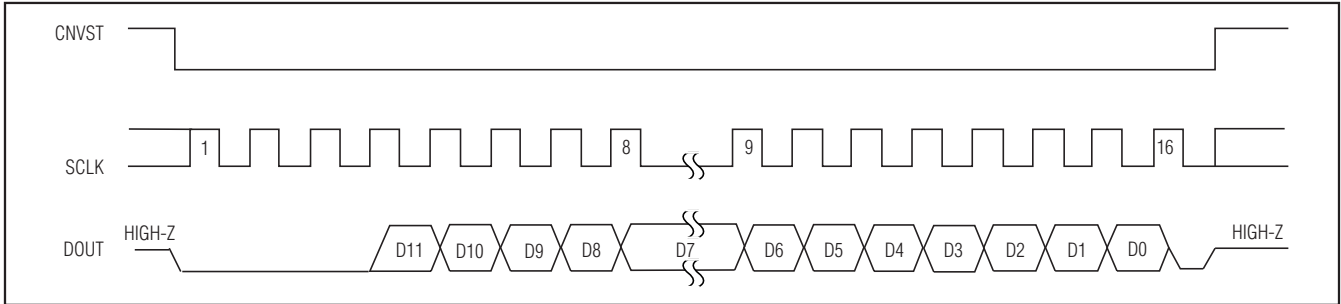 CNVST
SCLK
1
8
9
16
DOUT
HIGH-Z
D11
D10
D9
D8
D7
D6
D5
D4
D3
D2
D1
D0
HIGH-Z